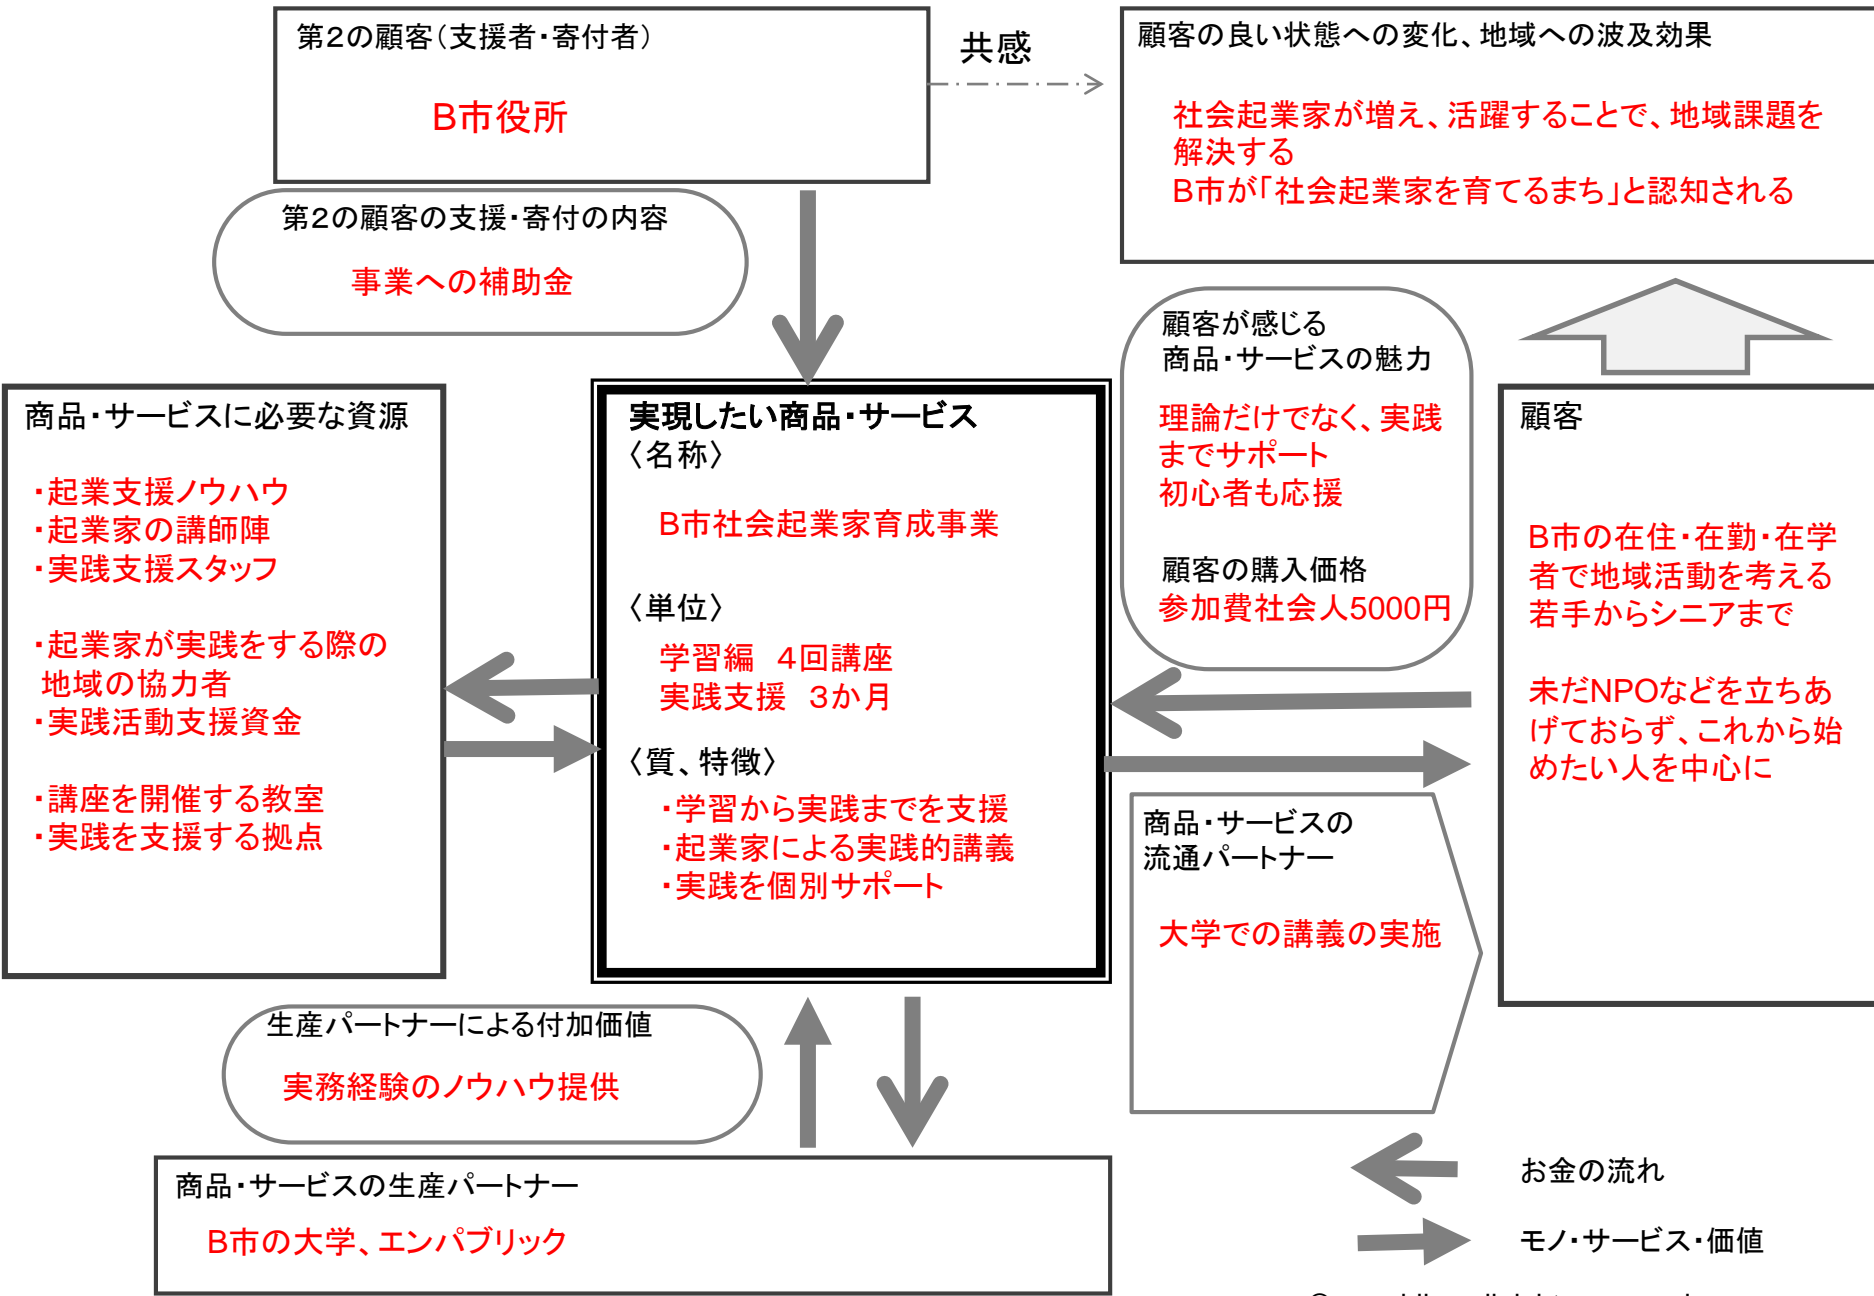 第2の顧客(支援者・寄付者)
B市役所
共感
顧客の良い状態への変化、地域への波及効果
社会起業家が増え、活躍することで、地域課題を
解決する
B市が「社会起業家を育てるまち」と認知される
第2の顧客の支援・寄付の内容
事業への補助金
顧客が感じる
商品・サービスの魅力
理論だけでなく、実践
までサポート
初心者も応援
顧客の購入価格
参加費社会人5000円
商品・サービスに必要な資源
・起業支援ノウハウ
・起業家の講師陣
・実践支援スタッフ
・起業家が実践をする際の
地域の協力者
・実践活動支援資金
・講座を開催する教室
・実践を支援する拠点
実現したい商品・サービス
〈名称〉
B市社会起業家育成事業
〈単位〉
学習編 4回講座
実践支援 3か月
〈質、特徴〉
・学習から実践までを支援
・起業家による実践的講義
・実践を個別サポート
顧客
B市の在住・在勤・在学
者で地域活動を考える
若手からシニアまで
未だNPOなどを立ちあ
げておらず、これから始
めたい人を中心に
商品・サービスの
流通パートナー
大学での講義の実施
生産パートナーによる付加価値
実務経験のノウハウ提供
商品・サービスの生産パートナー
B市の大学、エンパブリック
お金の流れ
モノ・サービス・価値